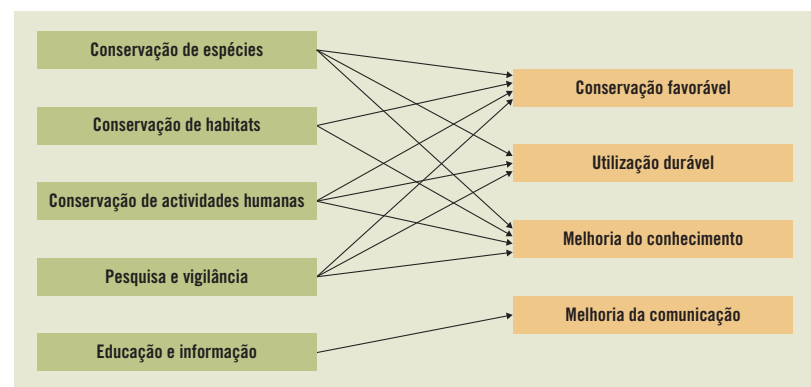 Conservação de espécies
Conservação de habitats
Conservação de actividades humanas
Pesquisa e vigilância
Educação e informação
Conservação favorável
Utilização durável
Melhoria do conhecimento
Melhoria da comunicação